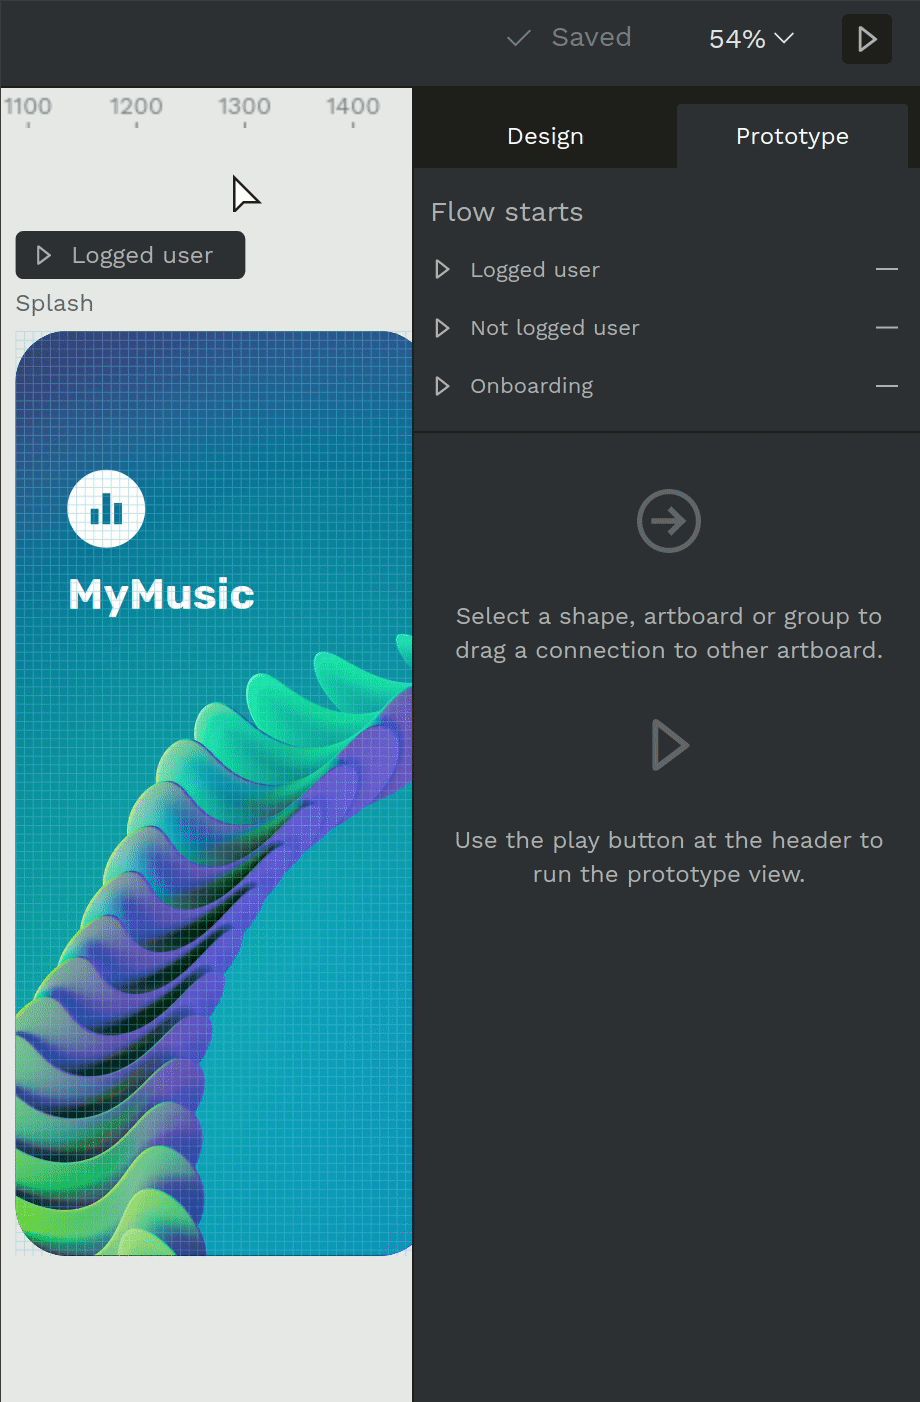 Saved
54%
1100 1200 1300 1400
Design
Prototype
Logged user
Splash
MyMusic
Flow starts
Logged user
Not logged user
Onboarding
Select a shape, artboard or group to
drag a connection to other artboard.
Use the play button at the header to
run the prototype view.